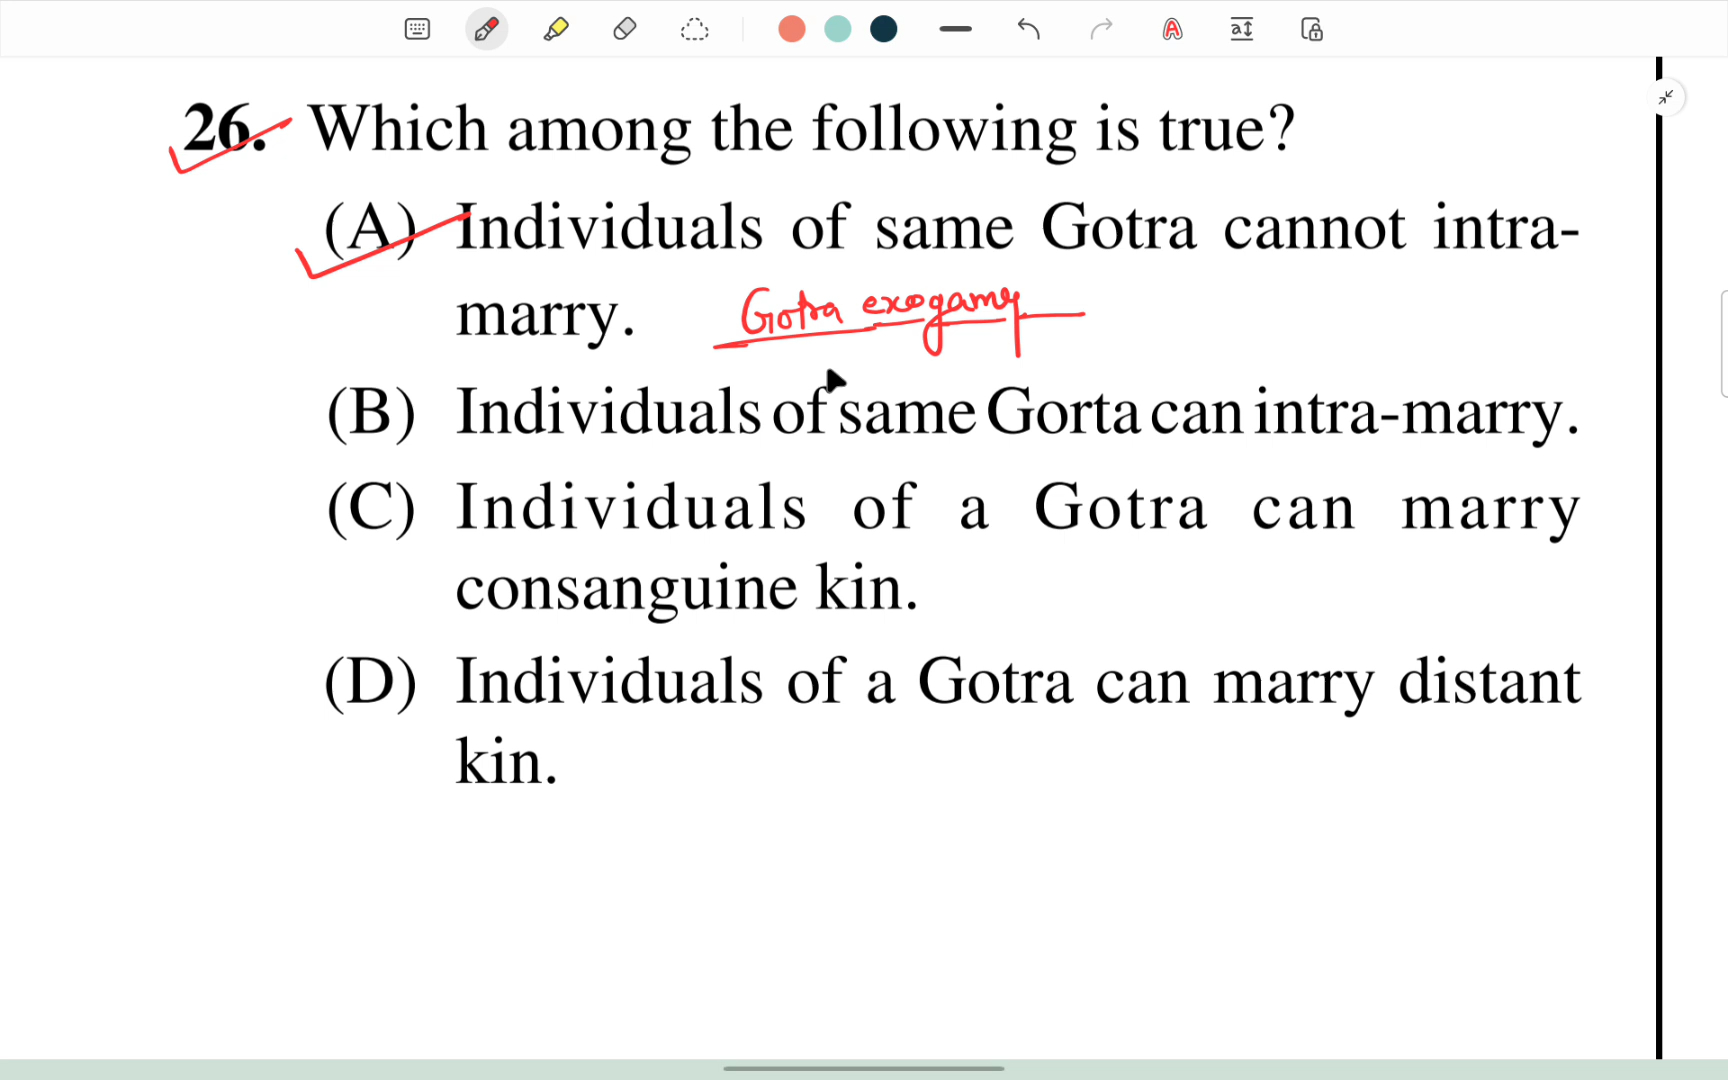 26. Which among the following is true?
(A) Individuals of same Gotra cannot intra-
marry. Gotra exogamy
(B) Individuals of same Gorta can intra-marry.
(C) Individuals of a Gotra can marry
consanguine kin.
(D) Individuals of a Gotra can marry distant
kin.